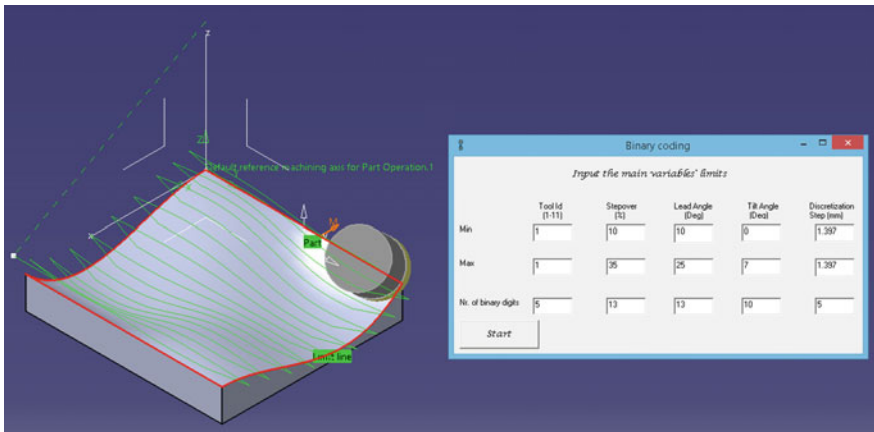 z
Z
Default reference machining axis for Part Operation.1
x
Part
Limit line
Binary coding
Input the main variables' limits
Tool Id (1-11)
Stepover (%)
Lead Angle (Deg)
Tilt Angle (Deg)
Discretization Step (mm)
Min 1 10 10 0 1.397
Max 1 35 25 7 1.397
Nr. of binary digits 5 13 13 10 5
Start